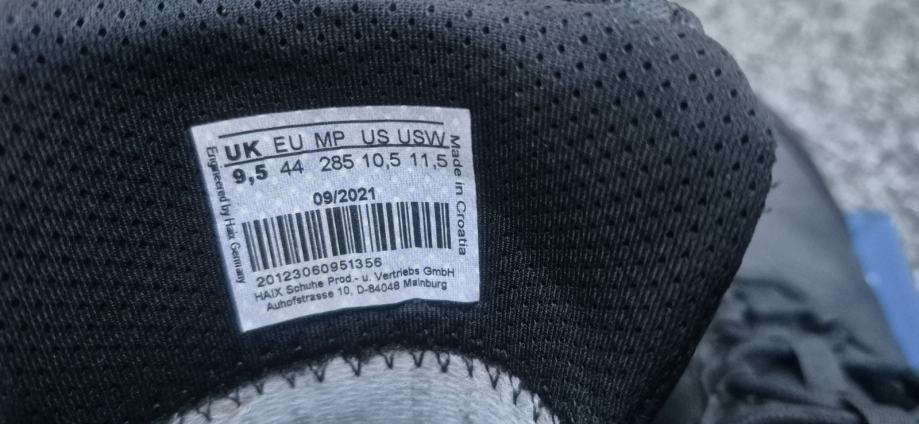 UK EU MP US USW
9,5 44 285 10,5 11,5
09/2021
20123060951356
HAIX Schuhe Prod.- u. Vertriebs GmbH
Auhofstrasse 10, D-84048 Mainburg
Engineered by Haix Germany
Made in Croatia